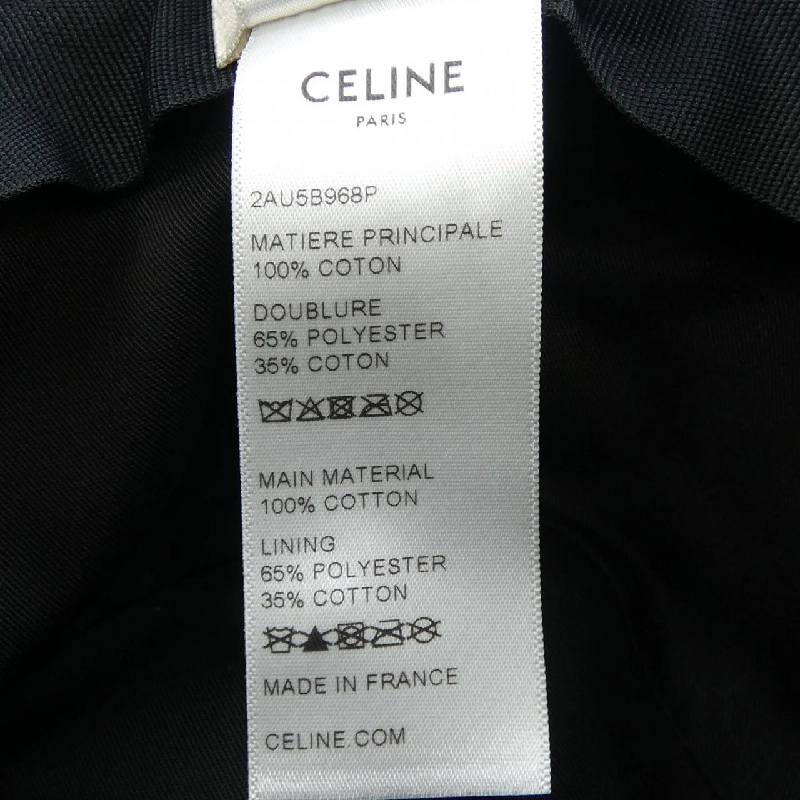 CELINE
PARIS
2AU5B968P
MATIERE PRINCIPALE
100% COTON
DOUBLURE
65% POLYESTER
35% COTON
MAIN MATERIAL
100% COTTON
LINING
65% POLYESTER
35% COTTON
MADE IN FRANCE
CELINE.COM